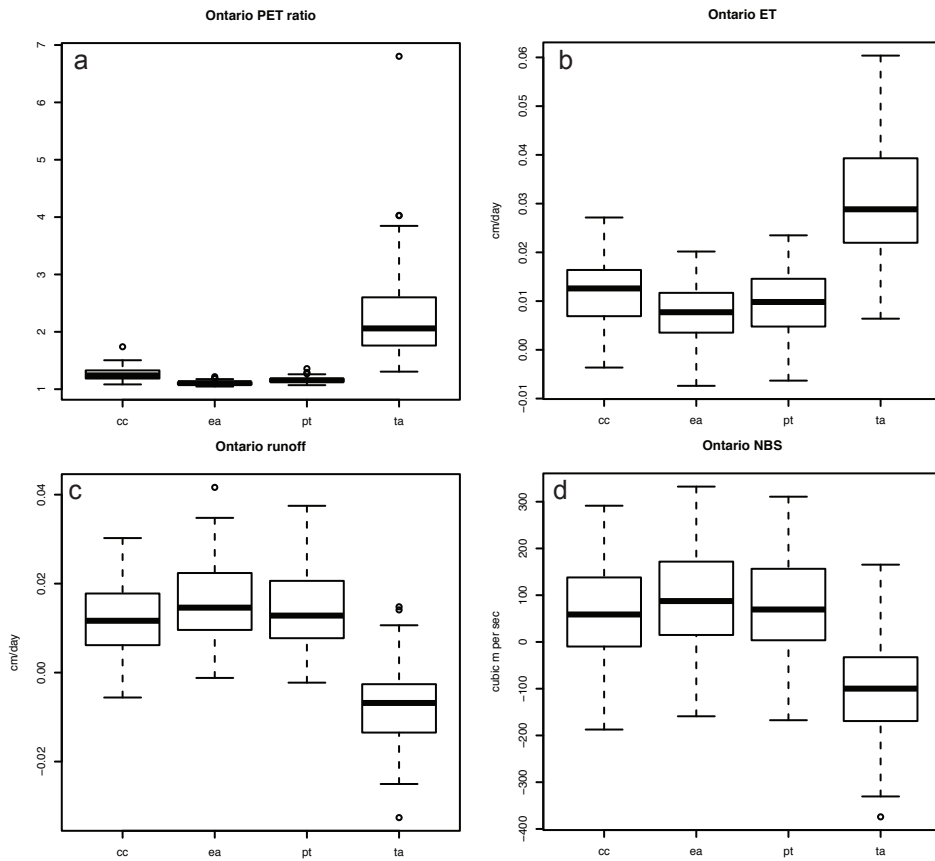 Ontario PET ratio
a
7
6
5
4
3
2
1
cc ea pt ta
Ontario ET
b
cm/day
0.06
0.05
0.04
0.03
0.02
0.01
0.00
−0.01
cc ea pt ta
Ontario runoff
c
cm/day
0.04
0.02
0.00
−0.02
cc ea pt ta
Ontario NBS
d
cubic m per sec
300
200
100
0
−100
−200
−300
−400
cc ea pt ta